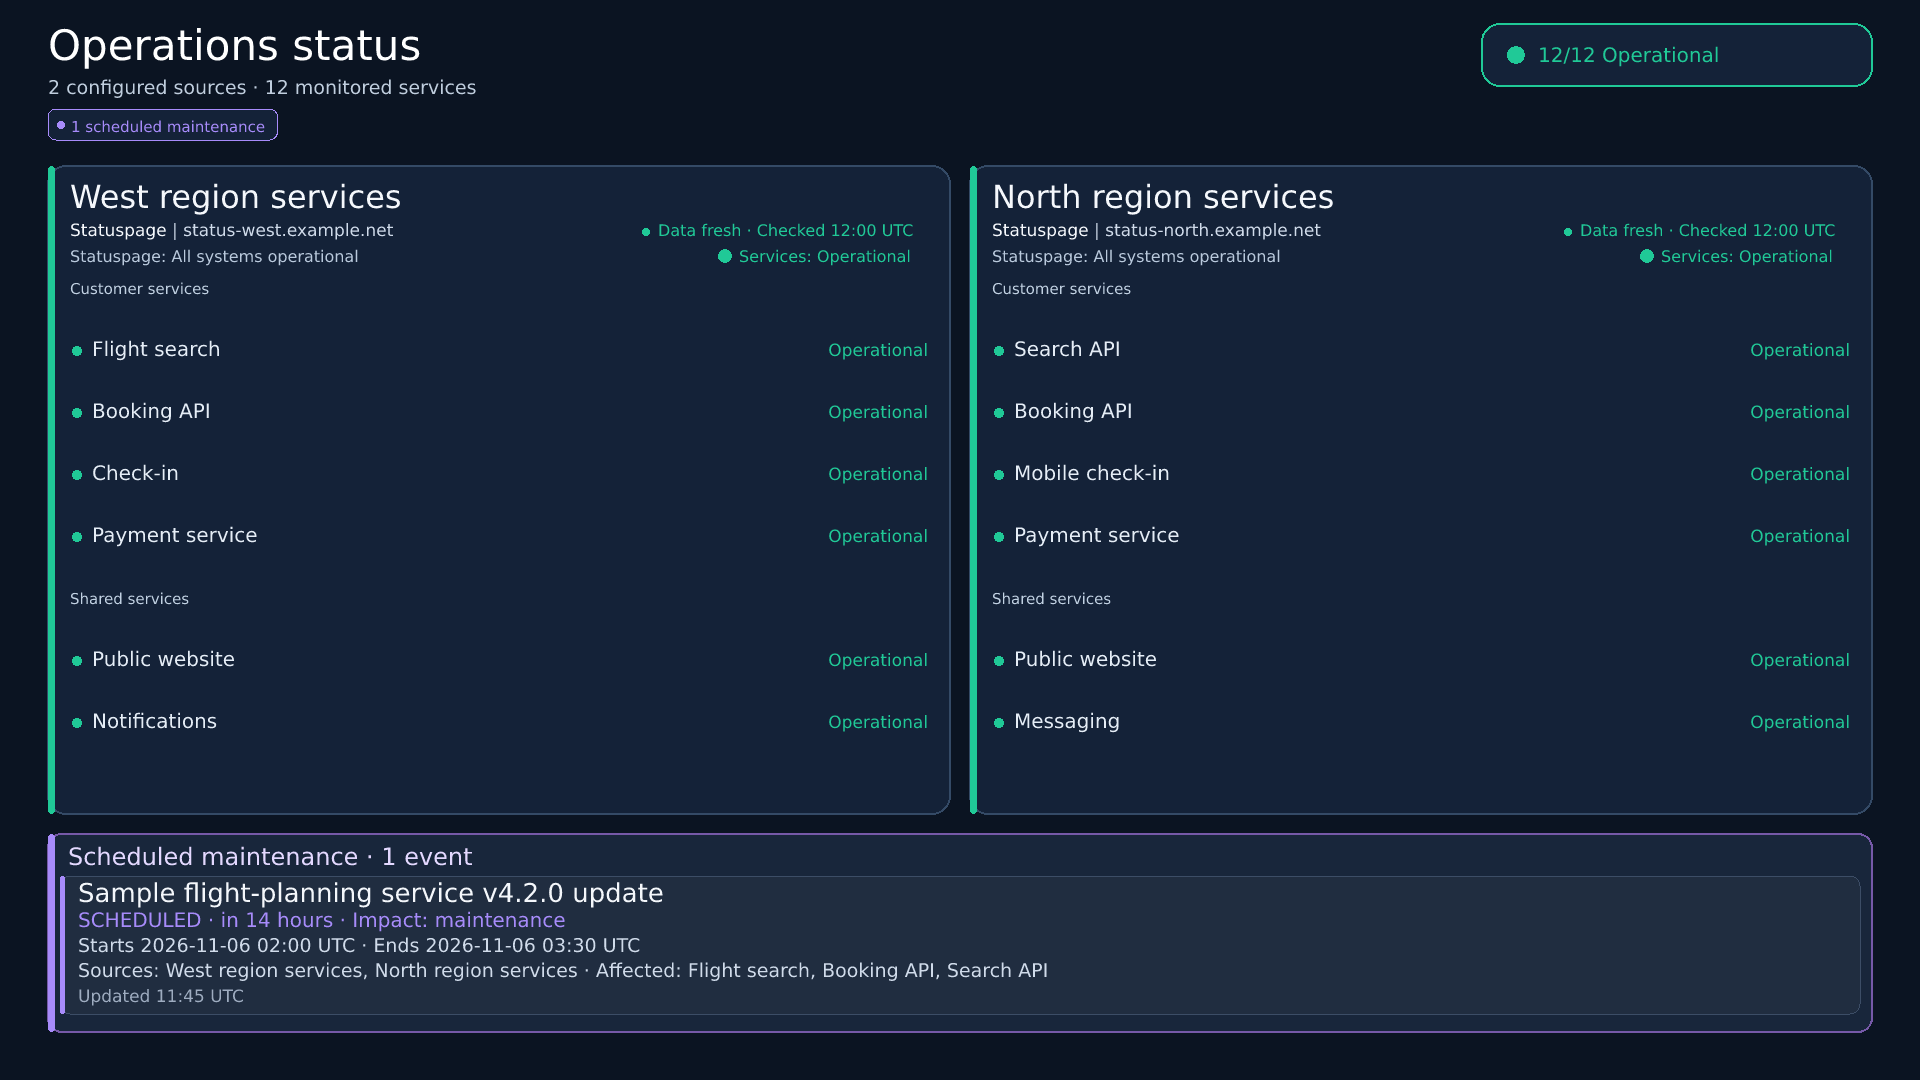 Operations status
12/12 Operational
2 configured sources · 12 monitored services
1 scheduled maintenance
West region services
Statuspage | status-west.example.net
Data fresh · Checked 12:00 UTC
Statuspage: All systems operational
Services: Operational
Customer services
Flight search Operational
Booking API Operational
Check-in Operational
Payment service Operational
Shared services
Public website Operational
Notifications Operational
North region services
Statuspage | status-north.example.net
Data fresh · Checked 12:00 UTC
Statuspage: All systems operational
Services: Operational
Customer services
Search API Operational
Booking API Operational
Mobile check-in Operational
Payment service Operational
Shared services
Public website Operational
Messaging Operational
Scheduled maintenance · 1 event
Sample flight-planning service v4.2.0 update
SCHEDULED · in 14 hours · Impact: maintenance
Starts 2026-11-06 02:00 UTC · Ends 2026-11-06 03:30 UTC
Sources: West region services, North region services · Affected: Flight search, Booking API, Search API
Updated 11:45 UTC